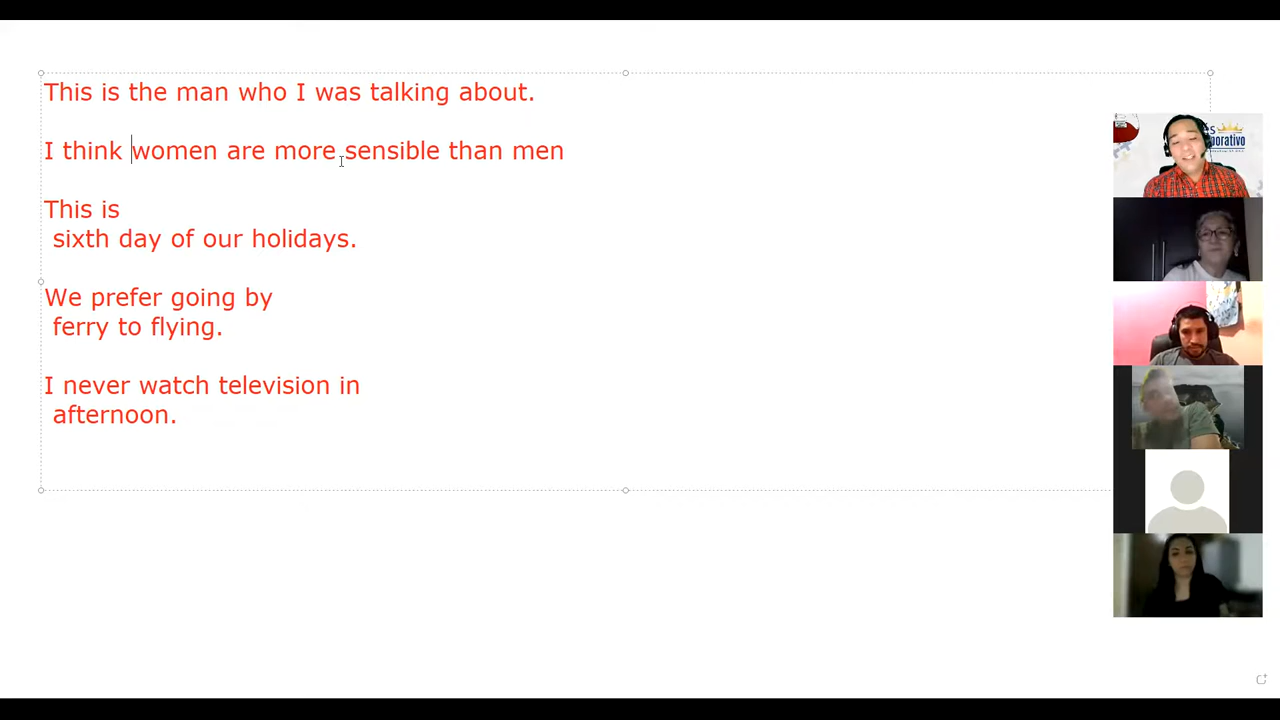 This is the man who I was talking about.
I think women are more sensible than men
This is
sixth day of our holidays.
We prefer going by
ferry to flying.
I never watch television in
afternoon.